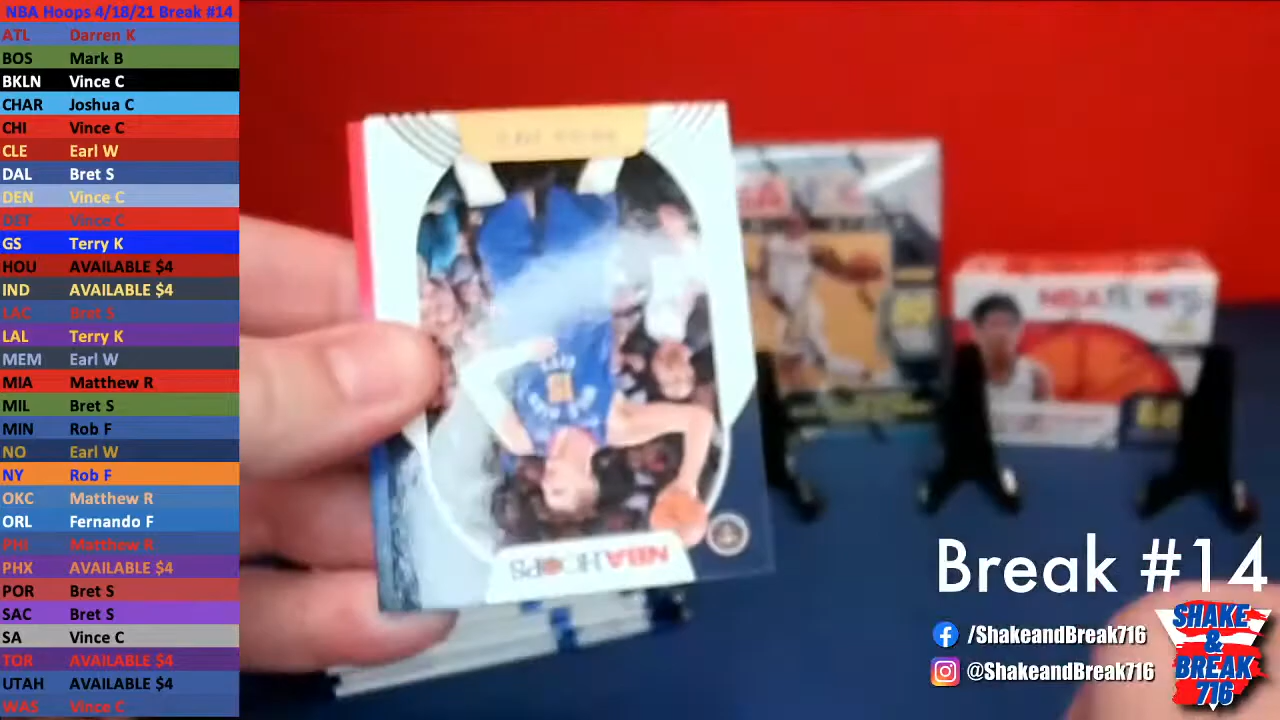 NBA Hoops 4/18/21 Break #14
ATL Darren K
BOS Mark B
BKLN Vince C
CHAR Joshua C
CHI Vince C
CLE Earl W
DAL Bret S
DEN Vince C
DET Vince C
GS Terry K
HOU AVAILABLE $4
IND AVAILABLE $4
LAC Bret S
LAL Terry K
MEM Earl W
MIA Matthew R
MIL Bret S
MIN Rob F
NO Earl W
NY Rob F
OKC Matthew R
ORL Fernando F
PHI Matthew R
PHX AVAILABLE $4
POR Bret S
SAC Bret S
SA Vince C
TOR AVAILABLE $4
UTAH AVAILABLE $4
WAS Vince C
NBA HOOPS
NBA HOOPS
Break #14
/ShakeandBreak716
@ShakeandBreak716
SHAKE
&
BREAK
716